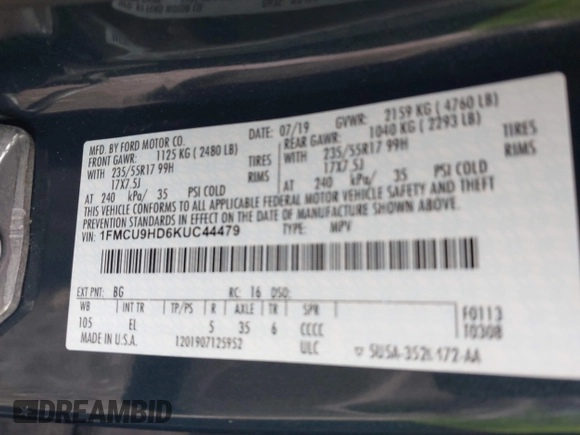 MFD. BY FORD MOTOR CO.
DATE: 07/19
GVWR: 2159 KG ( 4760 LB)
FRONT GAWR: 1125 KG ( 2480 LB)
REAR GAWR: 1040 KG ( 2293 LB)
WITH 235/55R17 99H TIRES
WITH 235/55R17 99H TIRES
17X7.5J RIMS
17X7.5J RIMS
AT 240 kPa/ 35 PSI COLD
AT 240 kPa/ 35 PSI COLD
THIS VEHICLE CONFORMS TO ALL APPLICABLE FEDERAL MOTOR VEHICLE SAFETY AND THEFT
PREVENTION STANDARDS IN EFFECT ON THE DATE OF MANUFACTURE SHOWN ABOVE.
VIN: 1FMCU9HD6KUC44479
TYPE: MPV
EXT PNT: BG RC: 16 DSO:
WB INT TR TP/PS R AXLE TR SPR
105 EL 5 35 6 CCCC
F0113
T0308
MADE IN U.S.A.
1201907125952
ULC
5U5A-3520472-AA
DREAMBID